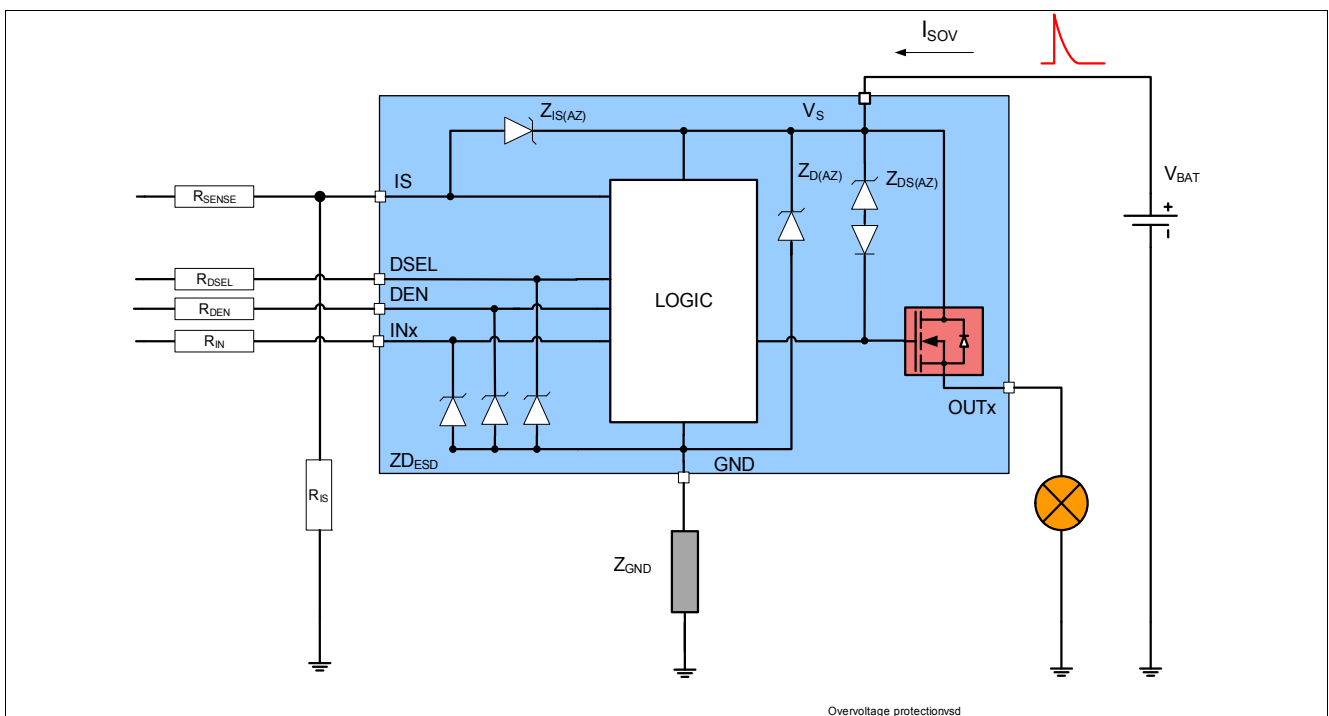 I_SOV
Z_IS(AZ)
V_S
Z_D(AZ)
Z_DS(AZ)
V_BAT
+
IS
R_SENSE
DSEL
R_DSEL
DEN
R_DEN
LOGIC
INx
R_IN
OUTx
ZD_ESD
GND
R_IS
Z_GND
Overvoltage protectionvsd